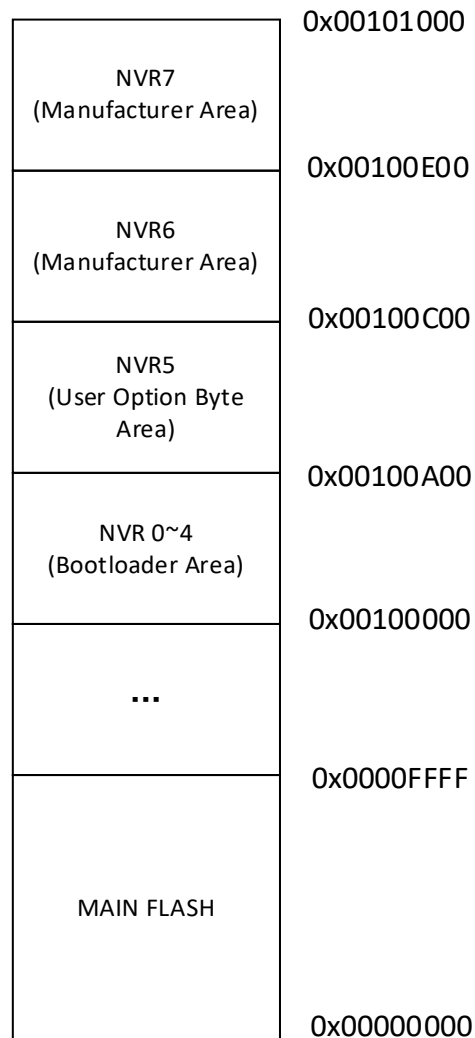 0x00101000
NVR7
(Manufacturer Area)
0x00100E00
NVR6
(Manufacturer Area)
0x00100C00
NVR5
(User Option Byte
Area)
0x00100A00
NVR 0~4
(Bootloader Area)
0x00100000
...
0x0000FFFF
MAIN FLASH
0x00000000